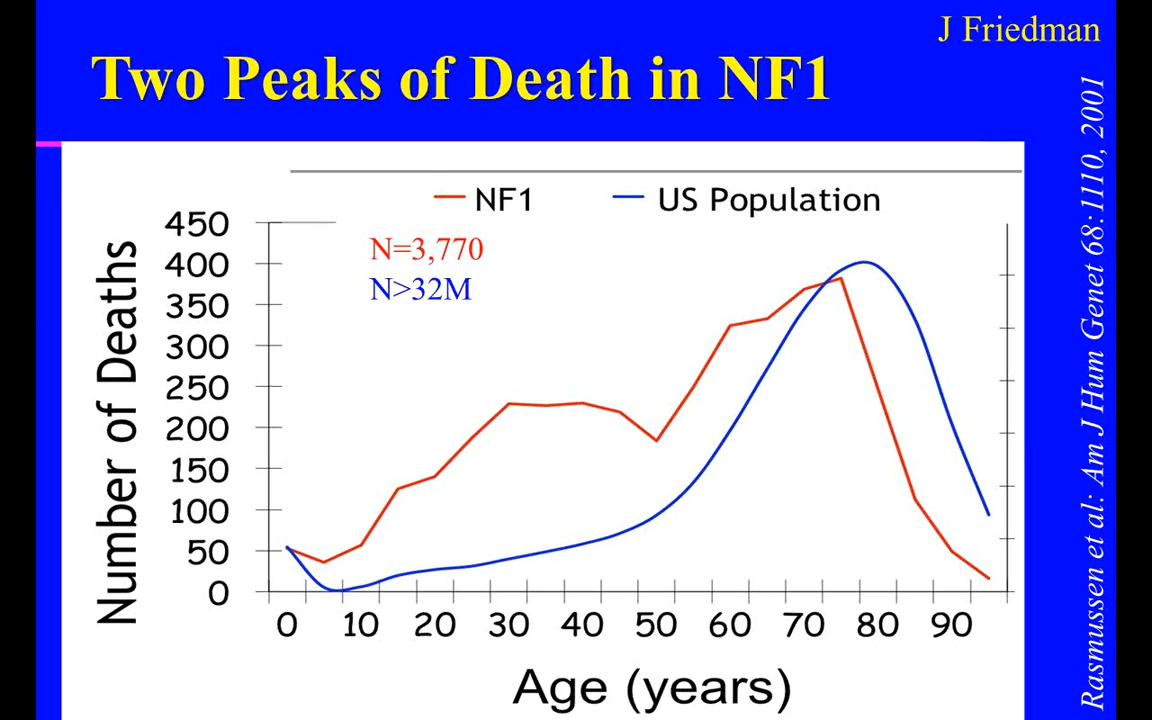 J Friedman
Two Peaks of Death in NF1
NF1
US Population
N=3,770
N>32M
Number of Deaths
450
400
350
300
250
200
150
100
50
0
0 10 20 30 40 50 60 70 80 90
Age (years)
Rasmussen et al: Am J Hum Genet 68:1110, 2001